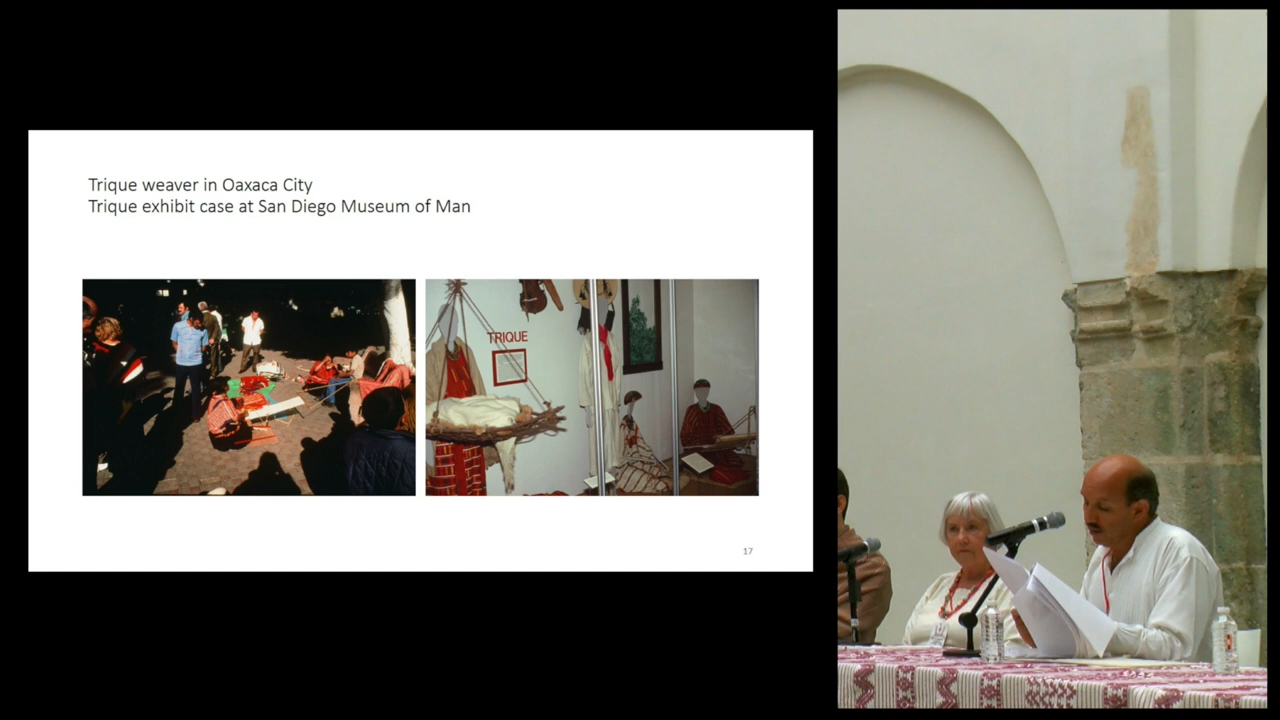 Trique weaver in Oaxaca City
Trique exhibit case at San Diego Museum of Man
TRIQUE
17